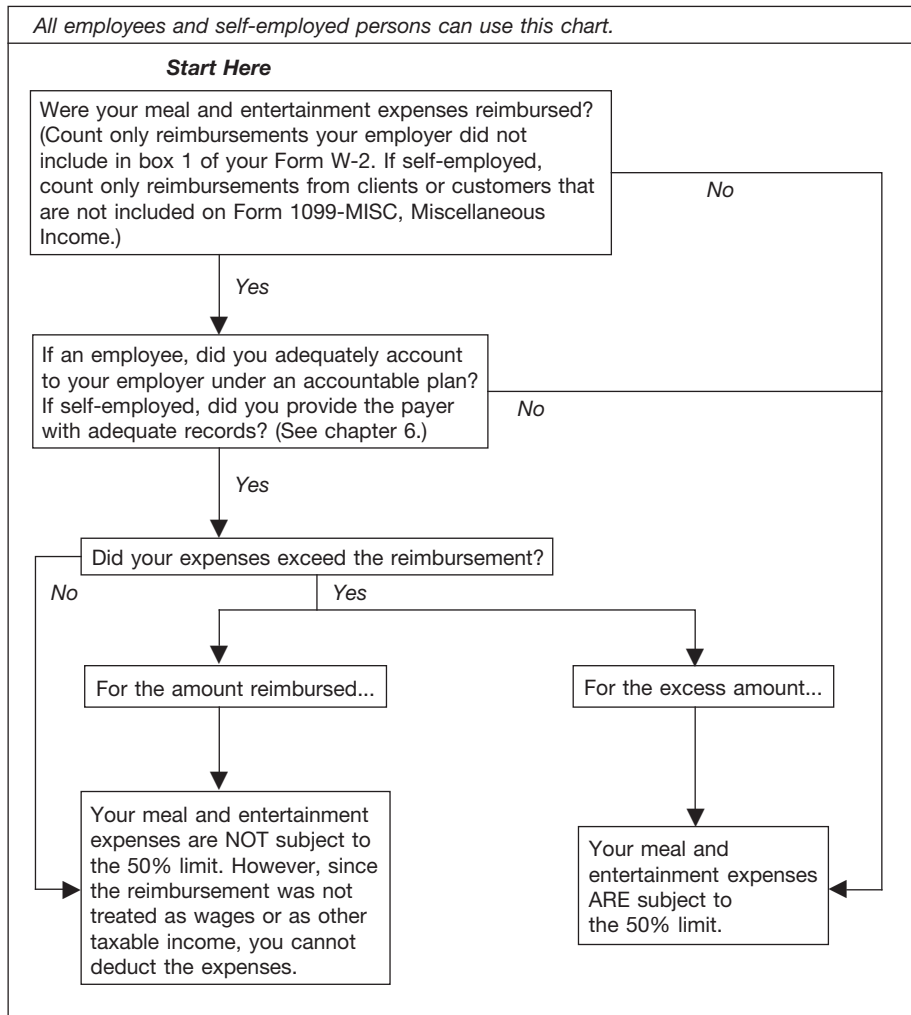 All employees and self-employed persons can use this chart.
Start Here
Were your meal and entertainment expenses reimbursed?
(Count only reimbursements your employer did not
include in box 1 of your Form W-2. If self-employed,
count only reimbursements from clients or customers that
are not included on Form 1099-MISC, Miscellaneous
Income.)
No
Yes
If an employee, did you adequately account
to your employer under an accountable plan?
If self-employed, did you provide the payer
with adequate records? (See chapter 6.)
No
Yes
Did your expenses exceed the reimbursement?
No
Yes
For the amount reimbursed...
For the excess amount...
Your meal and entertainment
expenses are NOT subject to
the 50% limit. However, since
the reimbursement was not
treated as wages or as other
taxable income, you cannot
deduct the expenses.
Your meal and
entertainment expenses
ARE subject to
the 50% limit.